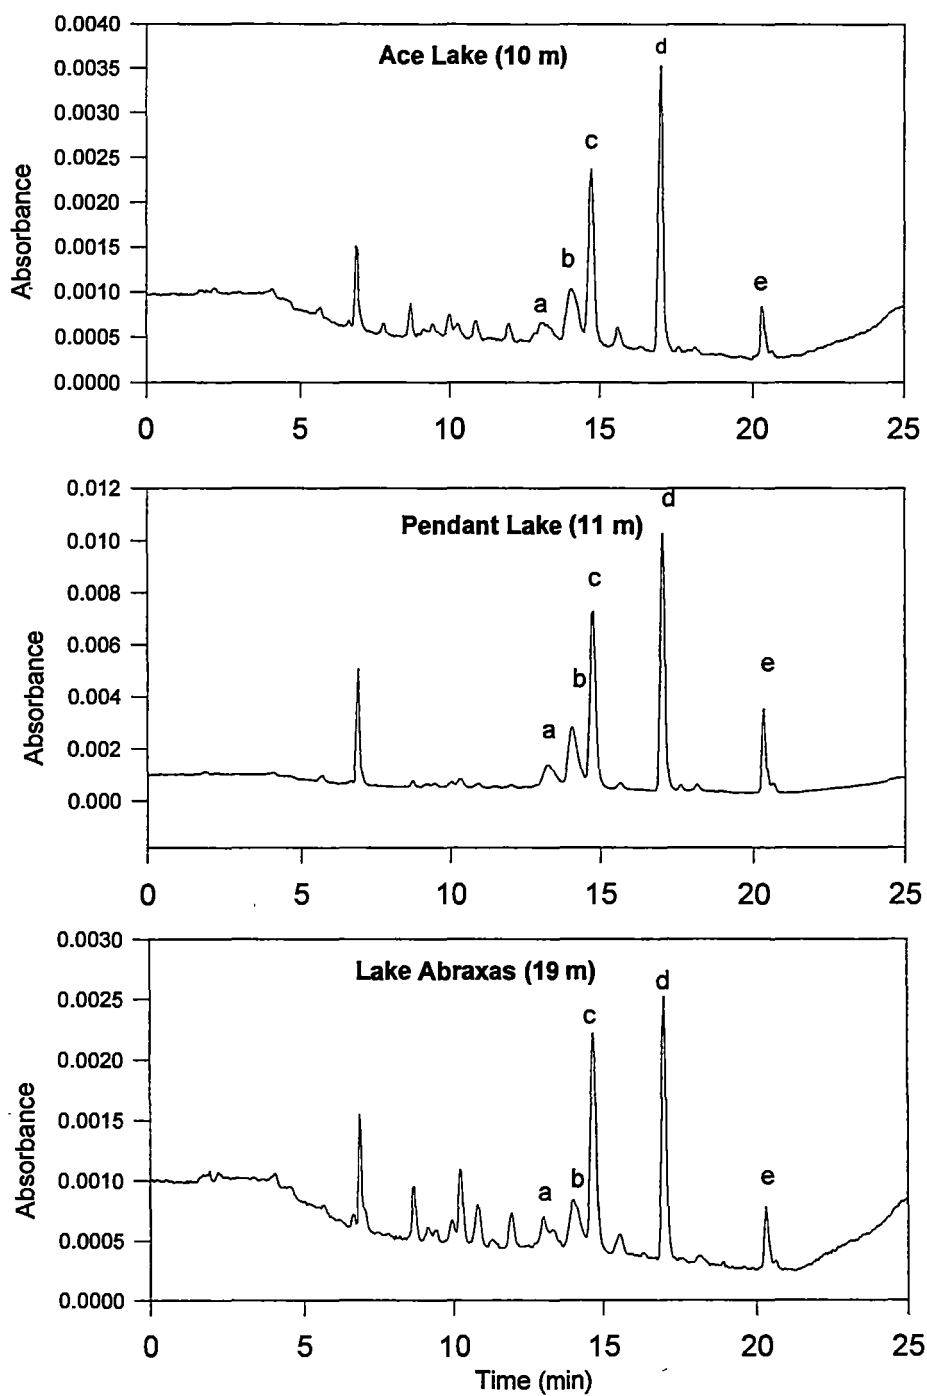 Ace Lake (10 m)
Absorbance
0.0040
0.0035
0.0030
0.0025
0.0020
0.0015
0.0010
0.0005
0.0000
a
b
c
d
e
0 5 10 15 20 25
Pendant Lake (11 m)
Absorbance
0.012
0.010
0.008
0.006
0.004
0.002
0.000
a
b
c
d
e
0 5 10 15 20 25
Lake Abraxas (19 m)
Absorbance
0.0030
0.0025
0.0020
0.0015
0.0010
0.0005
0.0000
a
b
c
d
e
0 5 10 15 20 25
Time (min)